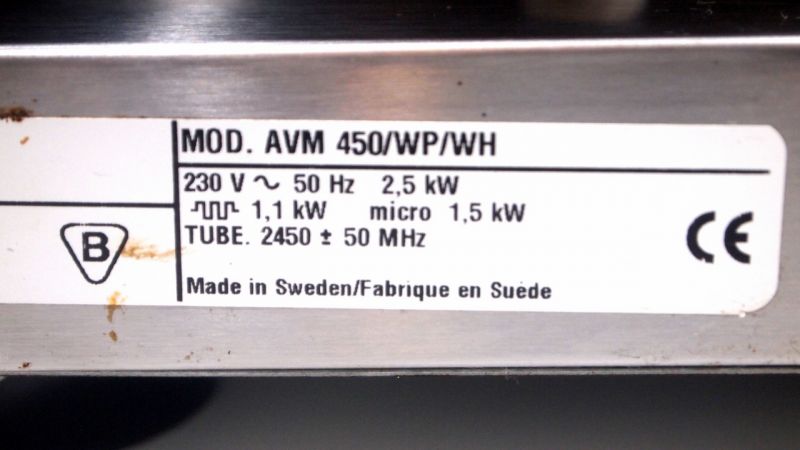 MOD. AVM 450/WP/WH
230 V ~ 50 Hz 2,5 kW
1,1 kW micro 1,5 kW
TUBE. 2450 ± 50 MHz
B
CE
Made in Sweden/Fabrique en Suède